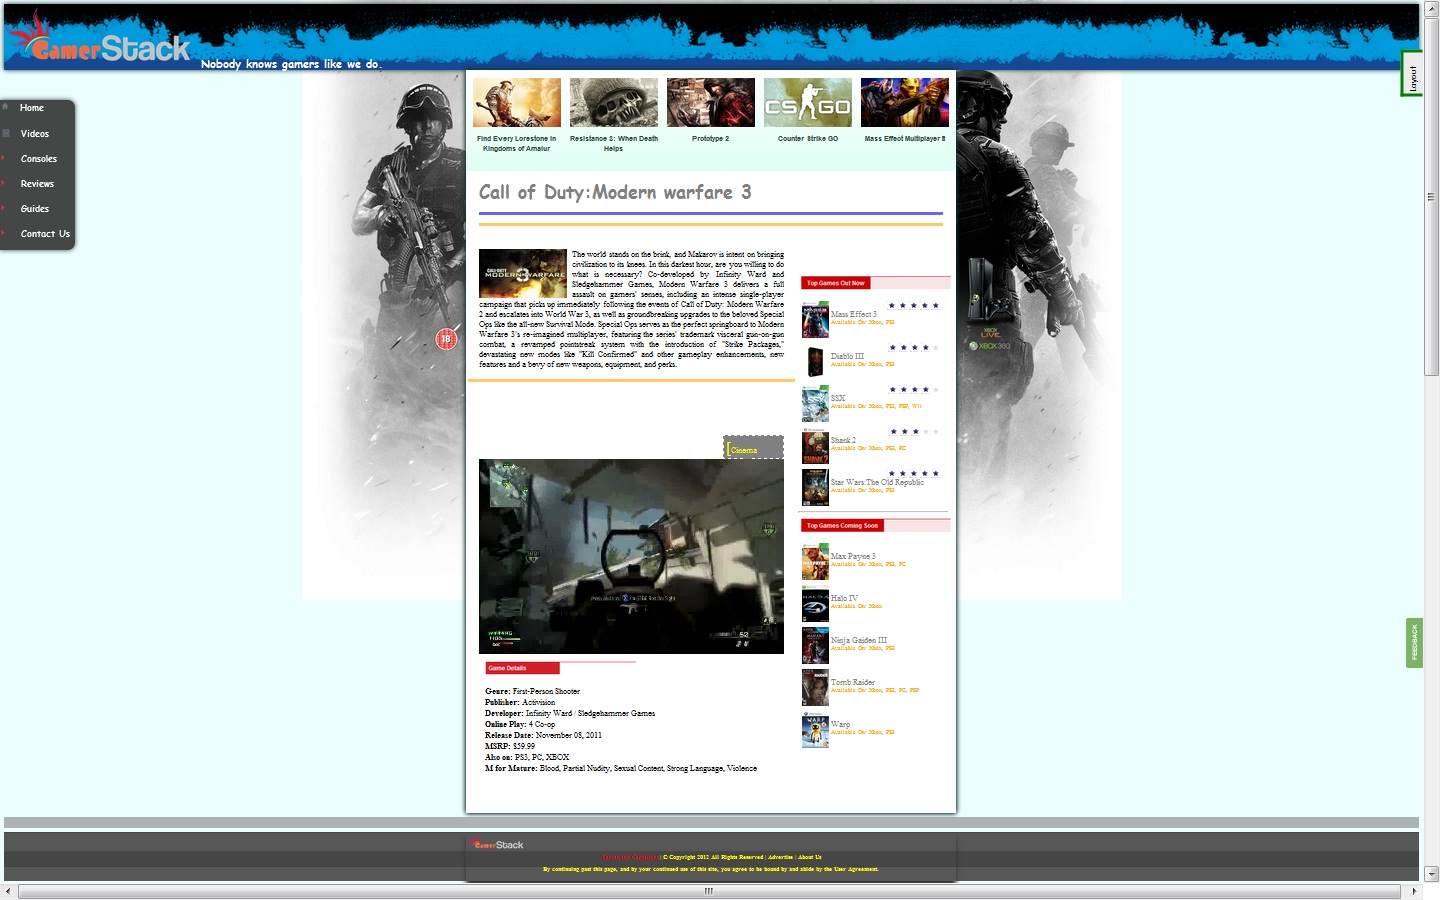 GamerStack
Nobody knows gamers like we do.
Layout
Home
Videos
Consoles
Reviews
Guides
Contact Us
CS GO
Find Every Lorestone in
Kingdoms of Amalur
Resistance 3: When Death
Helps
Prototype 2
Counter Strike GO
Mass Effect Multiplayer
Call of Duty:Modern warfare 3
CALL OF DUTY
MODERN WARFARE
3
The world stands on the brink, and Makarov is intent on bringing
civilization to its knees. In this darkest hour, are you willing to do
what is necessary? Co-developed by Infinity Ward and
Sledgehammer Games, Modern Warfare 3 delivers a full
assault on gamers' senses, including an intense single-player
campaign that picks up immediately following the events of Call of Duty: Modern Warfare
2 and escalates into World War 3, as well as groundbreaking upgrades to the beloved Special
Ops like the all-new Survival Mode. Special Ops serves as the perfect springboard to Modern
Warfare 3's re-imagined multiplayer, featuring the series' trademark visceral gun-on-gun
combat, a revamped pointstreak system with the introduction of "Strike Packages,"
devastating new modes like "Kill Confirmed" and other gameplay enhancements, new
features and a bevy of new weapons, equipment, and perks.
18
XBOX
LIVE
XBOX 360
Top Games Out Now
Mass Effect 3
Available On: Xbox, PS3
Diablo III
Available On: Xbox, PS3
SSX
Available On: Xbox, PS3, PSP, Wii
Shank 2
Available On: Xbox, PS3, PC
Star Wars:The Old Republic
Available On: Xbox, PS3
Top Games Coming Soon
Max Payne 3
Available On: Xbox, PS3, PC
Halo IV
Available On: Xbox
Ninja Gaiden III
Available On: Xbox, PS3
Tomb Raider
Available On: Xbox, PS3, PC, PSP
WARP
Warp
Available On: Xbox, PS3
[Cinema
WINNING
52
FEEDBACK
Game Details
Genre: First-Person Shooter
Publisher: Activision
Developer: Infinity Ward / Sledgehammer Games
Online Play: 4 Co-op
Release Date: November 08, 2011
MSRP: $59.99
Also on: PS3, PC, XBOX
M for Mature: Blood, Partial Nudity, Sexual Content, Strong Language, Violence
GamerStack
Terms and Conditions | © Copyright 2012 All Rights Reserved | Advertise | About Us
By continuing past this page, and by your continued use of this site, you agree to be bound by and abide by the User Agreement.